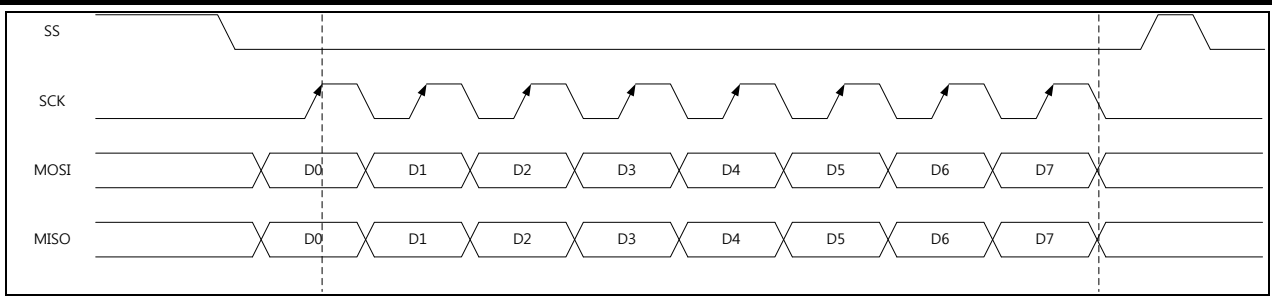 SS
SCK
MOSI D0 D1 D2 D3 D4 D5 D6 D7
MISO D0 D1 D2 D3 D4 D5 D6 D7